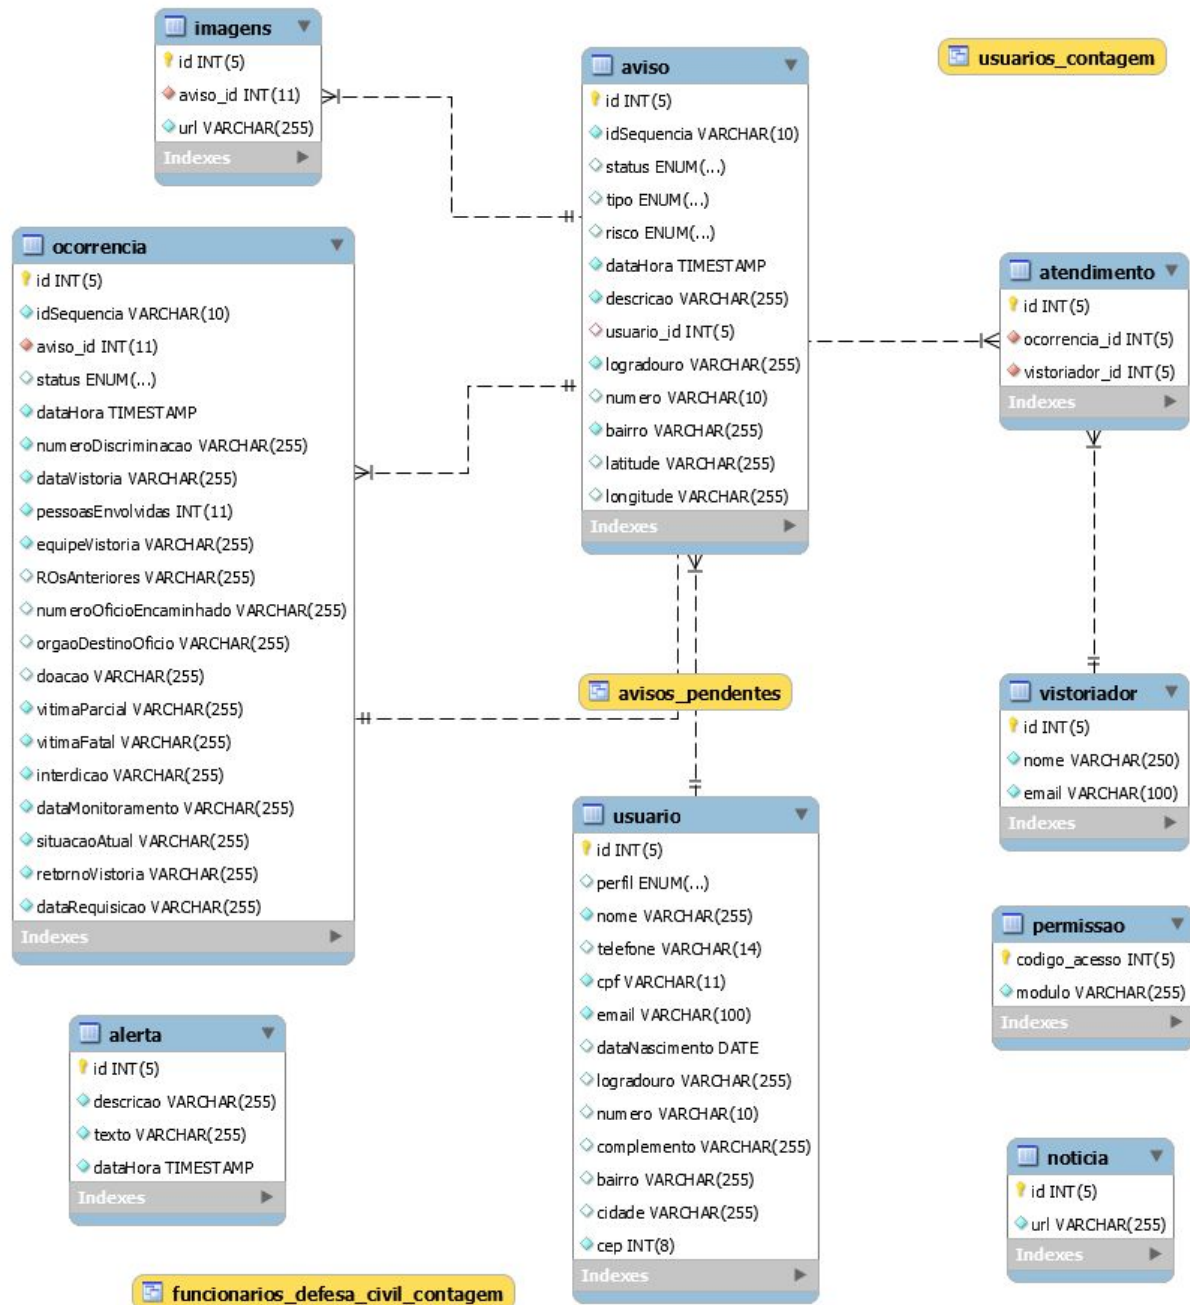 imagens
id INT(5)
aviso_id INT(11)
url VARCHAR(255)
Indexes
aviso
id INT(5)
idSequencia VARCHAR(10)
status ENUM(...)
tipo ENUM(...)
risco ENUM(...)
dataHora TIMESTAMP
descricao VARCHAR(255)
usuario_id INT(5)
logradouro VARCHAR(255)
numero VARCHAR(10)
bairro VARCHAR(255)
latitude VARCHAR(255)
longitude VARCHAR(255)
Indexes
usuarios_contagem
ocorrencia
id INT(5)
idSequencia VARCHAR(10)
aviso_id INT(11)
status ENUM(...)
dataHora TIMESTAMP
numeroDiscriminacao VARCHAR(255)
dataVistoria VARCHAR(255)
pessoasEnvolvidas INT(11)
equipeVistoria VARCHAR(255)
ROsAnteriores VARCHAR(255)
numeroOficioEncaminhado VARCHAR(255)
orgaoDestinoOficio VARCHAR(255)
doacao VARCHAR(255)
vitimaParcial VARCHAR(255)
vitimaFatal VARCHAR(255)
interdicao VARCHAR(255)
dataMonitoramento VARCHAR(255)
situacaoAtual VARCHAR(255)
retornoVistoria VARCHAR(255)
dataRequisicao VARCHAR(255)
Indexes
atendimento
id INT(5)
ocorrencia_id INT(5)
vistoriador_id INT(5)
Indexes
avisos_pendentes
vistoriador
id INT(5)
nome VARCHAR(250)
email VARCHAR(100)
Indexes
usuario
id INT(5)
perfil ENUM(...)
nome VARCHAR(255)
telefone VARCHAR(14)
cpf VARCHAR(11)
email VARCHAR(100)
dataNascimento DATE
logradouro VARCHAR(255)
numero VARCHAR(10)
complemento VARCHAR(255)
bairro VARCHAR(255)
cidade VARCHAR(255)
cep INT(8)
Indexes
permissao
codigo_acesso INT(5)
modulo VARCHAR(255)
Indexes
alerta
id INT(5)
descricao VARCHAR(255)
texto VARCHAR(255)
dataHora TIMESTAMP
Indexes
noticia
id INT(5)
url VARCHAR(255)
Indexes
funcionarios_defesa_civil_contagem